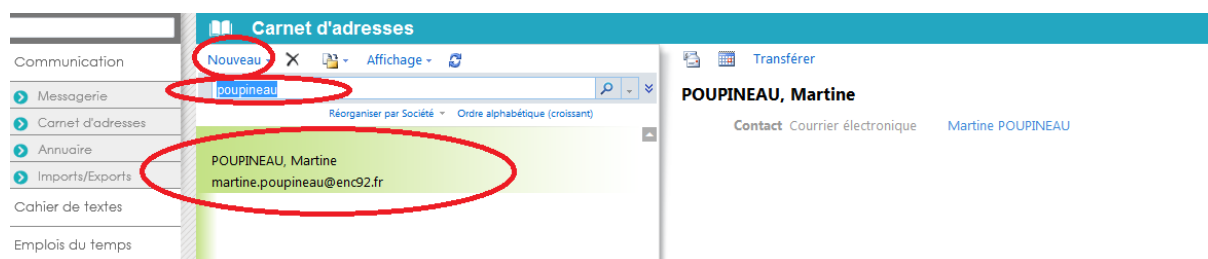 Carnet d'adresses
Communication
Messagerie
Carnet d'adresses
Annuaire
Imports/Exports
Cahier de textes
Emplois du temps
Nouveau Affichage
poupineau
Réorganiser par Société Ordre alphabétique (croissant)
POUPINEAU, Martine
martine.poupineau@enc92.fr
Transférer
POUPINEAU, Martine
Contact Courrier électronique Martine POUPINEAU